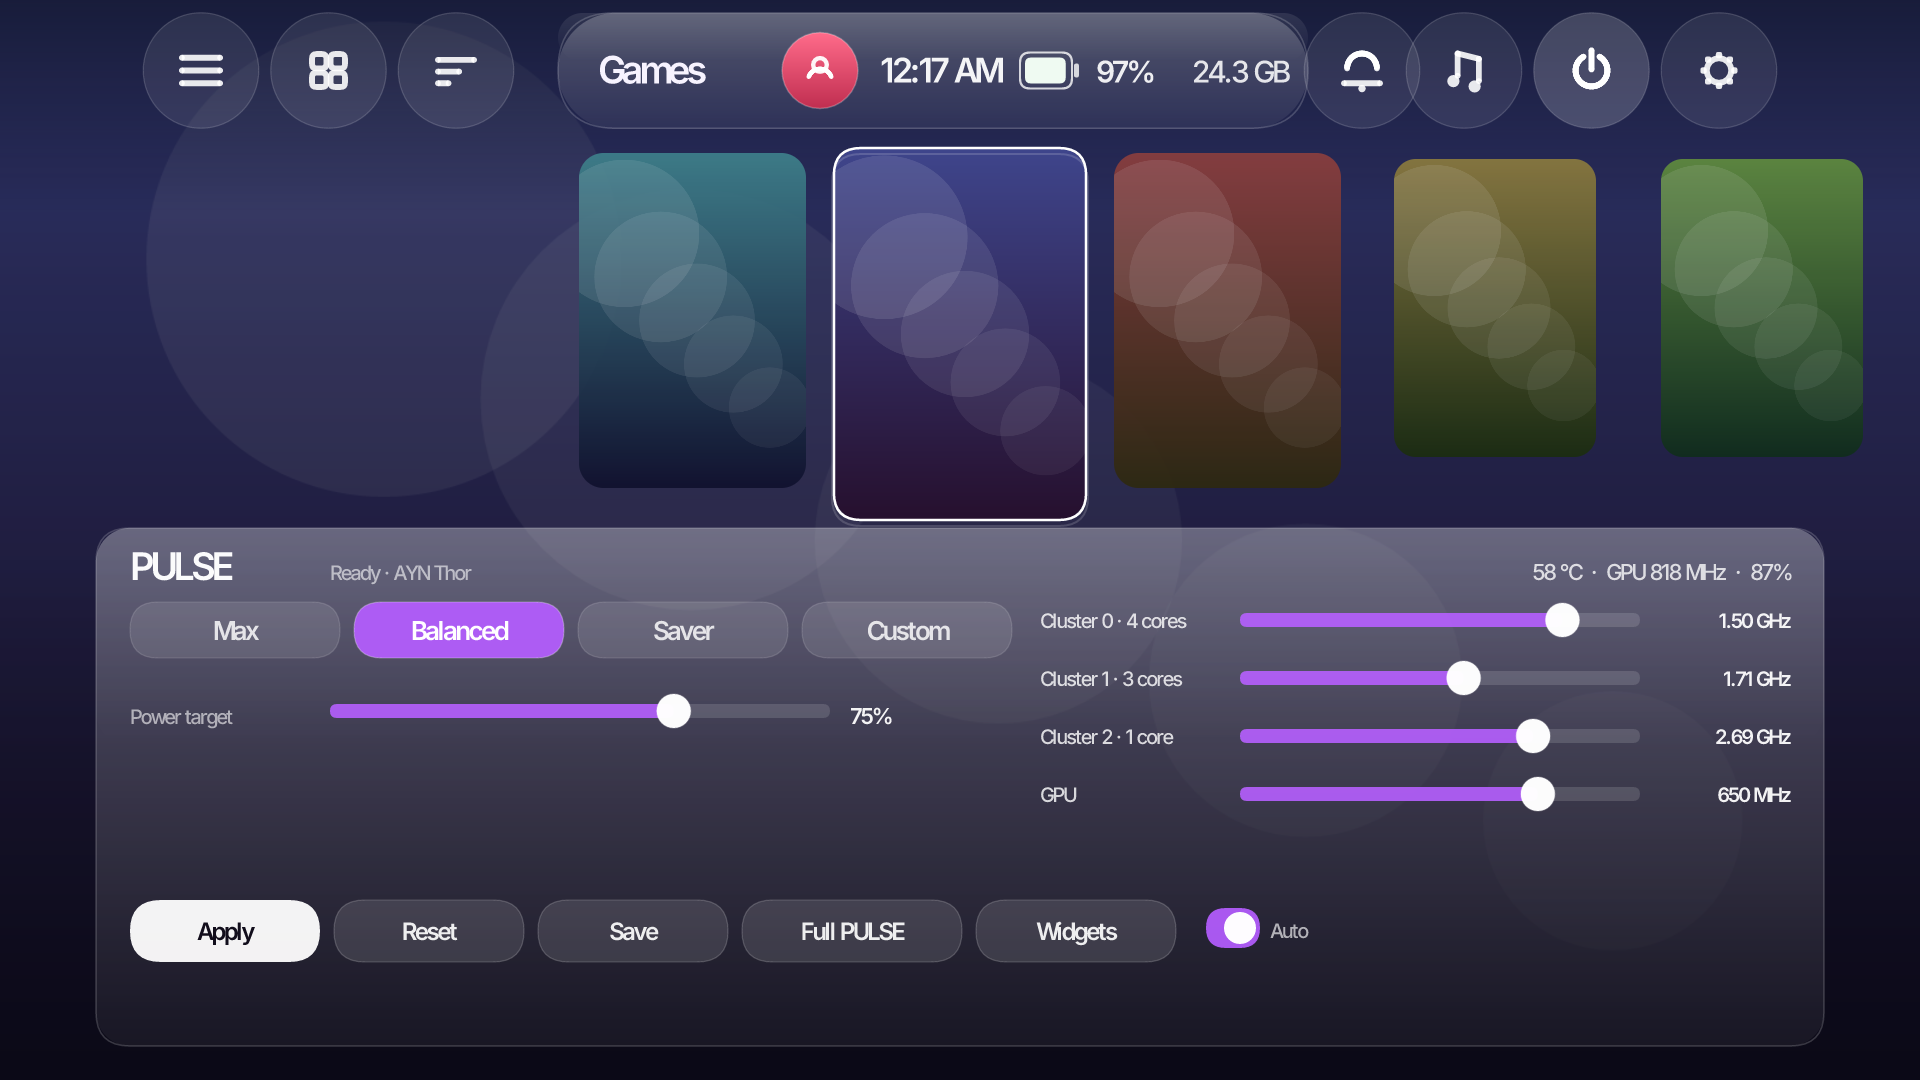 Games 12:17 AM 97% 24.3 GB
PULSE Ready · AYN Thor 58 °C · GPU 818 MHz · 87%
Max Balanced Saver Custom
Cluster 0 · 4 cores 1.50 GHz
Cluster 1 · 3 cores 1.71 GHz
Power target 75%
Cluster 2 · 1 core 2.69 GHz
GPU 650 MHz
Apply Reset Save Full PULSE Widgets Auto